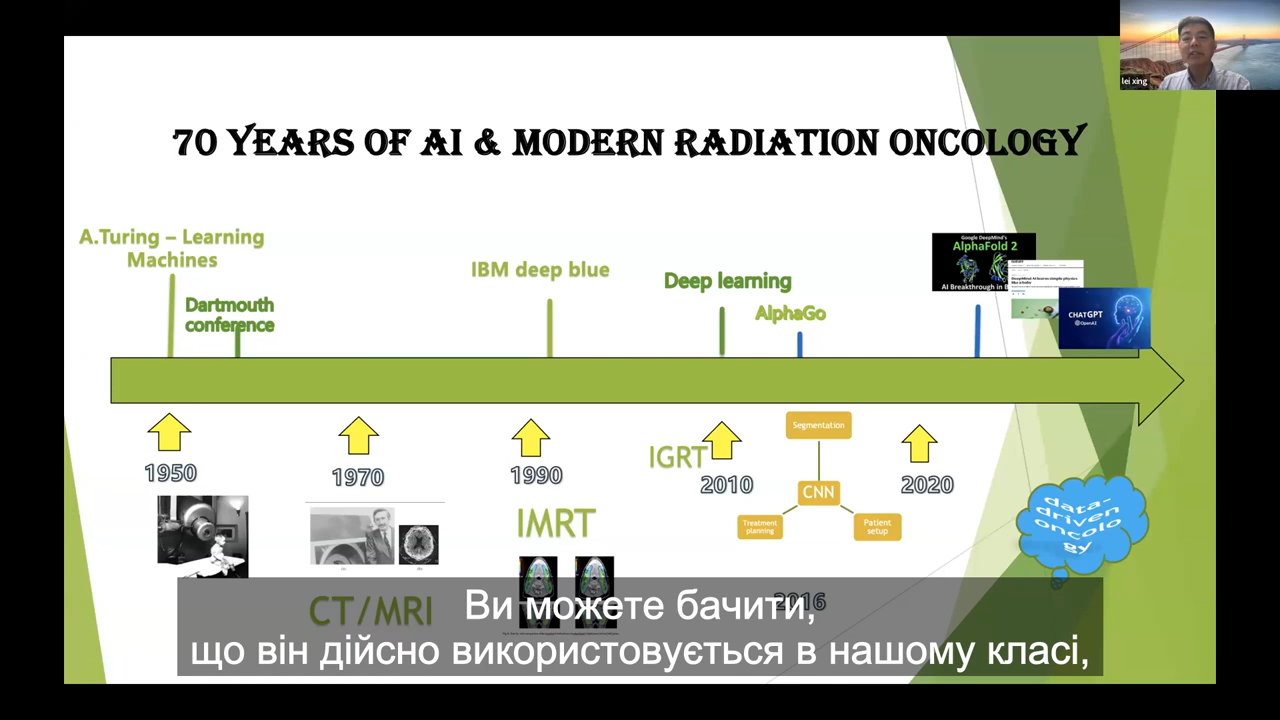 lei xing
70 YEARS OF AI & MODERN RADIATION ONCOLOGY
A.Turing – Learning
Machines
Dartmouth
conference
IBM deep blue
Deep learning
AlphaGo
Google DeepMind's
AlphaFold 2
AI Breakthrough in B
CHATGPT
OpenAI
1950
1970
1990
IGRT
2010
2020
Segmentation
CNN
Treatment
planning
Patient
setup
data-
driven
oncolo
gy
IMRT
CT/MRI
2016
Ви можете бачити,
що він дійсно використовується в нашому класі,